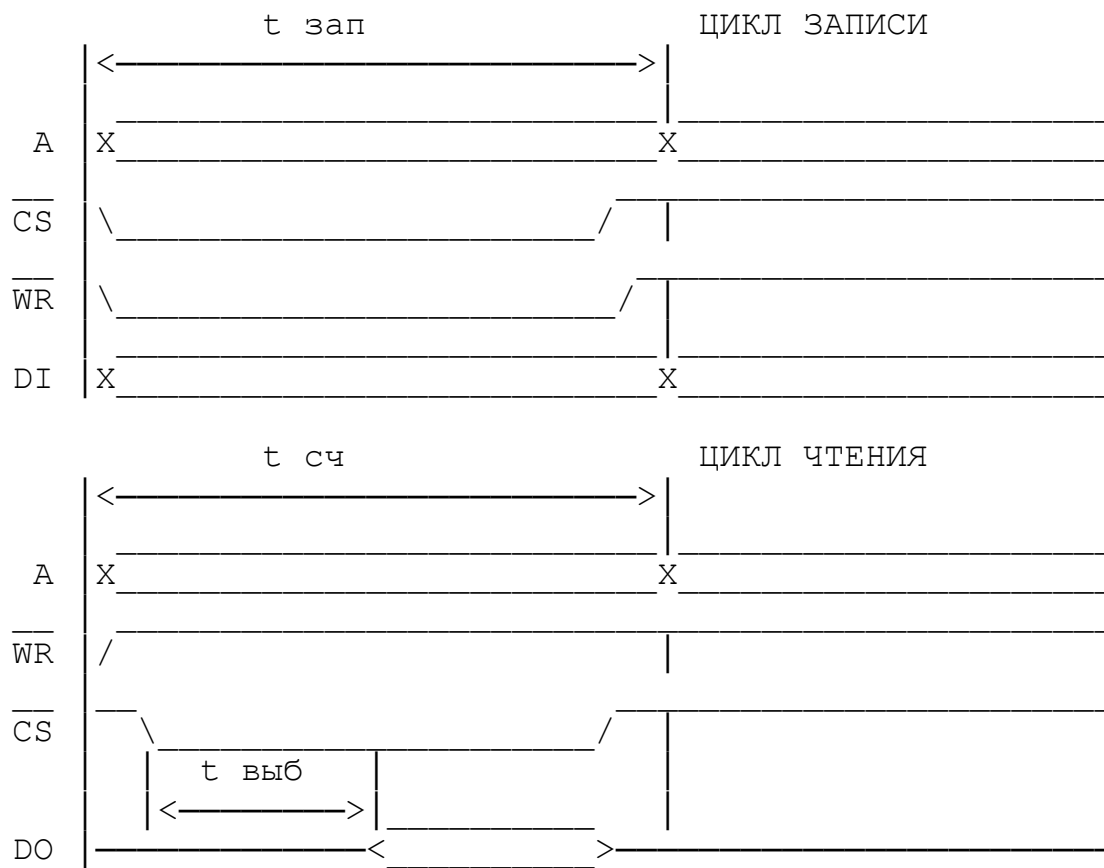 t зап ЦИКЛ ЗАПИСИ
A
CS
WR
DI
t сч ЦИКЛ ЧТЕНИЯ
A
WR
CS
t выб
DO